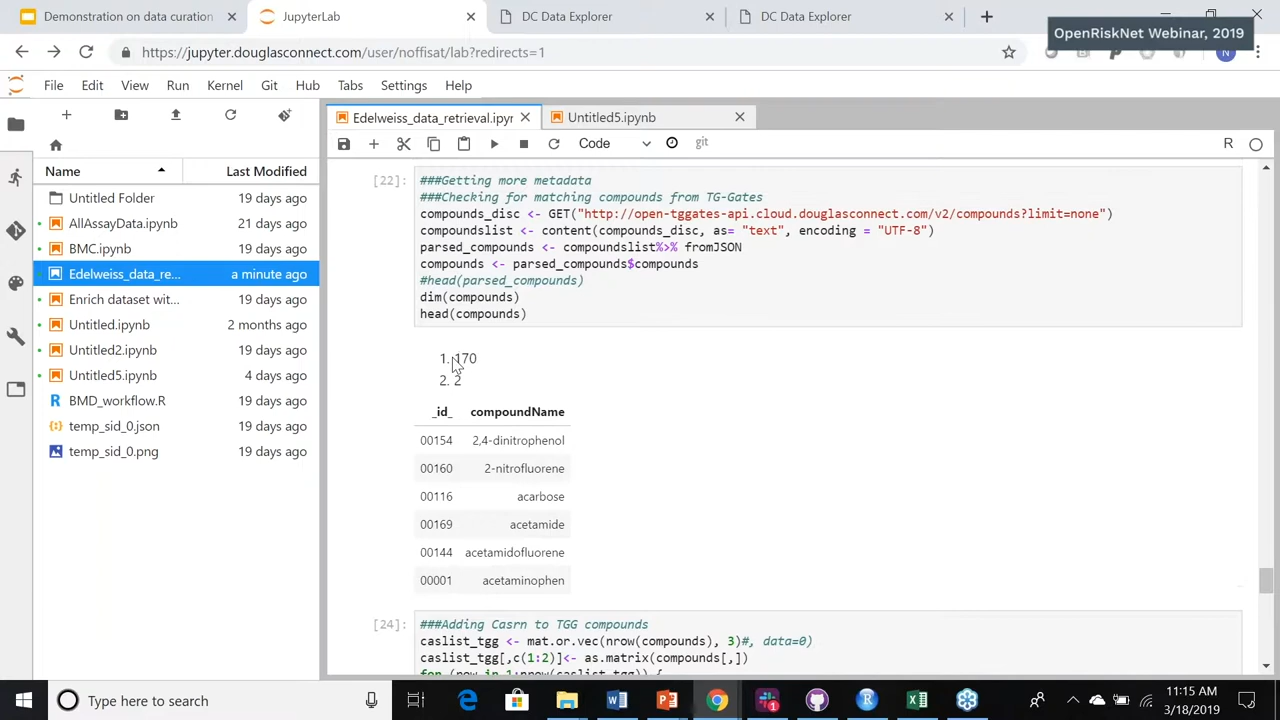 Demonstration on data curation
JupyterLab
DC Data Explorer
DC Data Explorer
OpenRiskNet Webinar, 2019
https://jupyter.douglasconnect.com/user/noffisat/lab?redirects=1
N
File Edit View Run Kernel Git Hub Tabs Settings Help
Edelweiss_data_retrieval.ipyr
Untitled5.ipynb
Code
git
R
Name
Last Modified
Untitled Folder 19 days ago
AllAssayData.ipynb 21 days ago
BMC.ipynb 19 days ago
Edelweiss_data_re... a minute ago
Enrich dataset wit... 19 days ago
Untitled.ipynb 2 months ago
Untitled2.ipynb 19 days ago
Untitled5.ipynb 4 days ago
BMD_workflow.R 19 days ago
temp_sid_0.json 19 days ago
temp_sid_0.png 19 days ago
[22]: ###Getting more metadata
###Checking for matching compounds from TG-Gates
compounds_disc <- GET("http://open-tggates-api.cloud.douglasconnect.com/v2/compounds?limit=none")
compoundslist <- content(compounds_disc, as= "text", encoding = "UTF-8")
parsed_compounds <- compoundslist%>% fromJSON
compounds <- parsed_compounds$compounds
#head(parsed_compounds)
dim(compounds)
head(compounds)
1. 170
2. 2
_id_ compoundName
00154 2,4-dinitrophenol
00160 2-nitrofluorene
00116 acarbose
00169 acetamide
00144 acetamidofluorene
00001 acetaminophen
[24]: ###Adding Casrn to TGG compounds
caslist_tgg <- mat.or.vec(nrow(compounds), 3)#, data=0)
caslist_tgg[,c(1:2)]<- as.matrix(compounds[,])
for (row in 1:nrow(caslist_tgg)) {
Type here to search
11:15 AM
3/18/2019